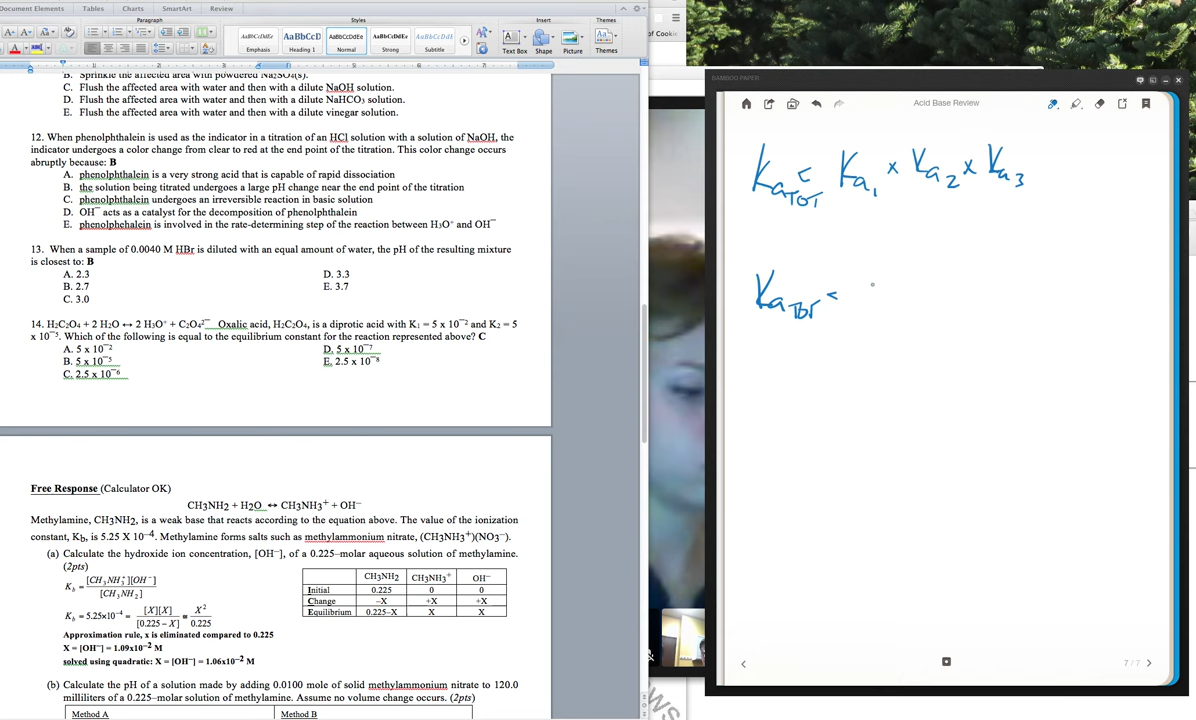 Document Elements Tables Charts SmartArt Review
Paragraph Styles Insert Themes
AaBbCcDdEe AaBbCcD AaBbCcDdEe AaBbCcDdEe AaBbCcDdE
Emphasis Heading 1 Normal Strong Subtitle Text Box Shape Picture Themes
B. Sprinkle the affected area with powdered Na₂SO₄(s).
C. Flush the affected area with water and then with a dilute NaOH solution.
D. Flush the affected area with water and then with a dilute NaHCO₃ solution.
E. Flush the affected area with water and then with a dilute vinegar solution.
12. When phenolphthalein is used as the indicator in a titration of an HCl solution with a solution of NaOH, the
indicator undergoes a color change from clear to red at the end point of the titration. This color change occurs
abruptly because: B
A. phenolphthalein is a very strong acid that is capable of rapid dissociation
B. the solution being titrated undergoes a large pH change near the end point of the titration
C. phenolphthalein undergoes an irreversible reaction in basic solution
D. OH⁻ acts as a catalyst for the decomposition of phenolphthalein
E. phenolphehalein is involved in the rate-determining step of the reaction between H₃O⁺ and OH⁻
13. When a sample of 0.0040 M HBr is diluted with an equal amount of water, the pH of the resulting mixture
is closest to: B
A. 2.3 D. 3.3
B. 2.7 E. 3.7
C. 3.0
14. H₂C₂O₄ + 2 H₂O ↔ 2 H₃O⁺ + C₂O₄²⁻ Oxalic acid, H₂C₂O₄, is a diprotic acid with K₁ = 5 x 10⁻² and K₂ = 5
x 10⁻⁵. Which of the following is equal to the equilibrium constant for the reaction represented above? C
A. 5 x 10⁻² D. 5 x 10⁻⁷
B. 5 x 10⁻⁵ E. 2.5 x 10⁻⁸
C. 2.5 x 10⁻⁶
Free Response (Calculator OK)
CH3NH2 + H2O ↔ CH3NH3⁺ + OH⁻
Methylamine, CH3NH2, is a weak base that reacts according to the equation above. The value of the ionization
constant, Kb, is 5.25 X 10⁻⁴. Methylamine forms salts such as methylammonium nitrate, (CH3NH3⁺)(NO3⁻).
(a) Calculate the hydroxide ion concentration, [OH⁻], of a 0.225–molar aqueous solution of methylamine.
(2pts)
K_b = [CH₃NH₃⁺][OH⁻] / [CH₃NH₂]
K_b = 5.25x10⁻⁴ = [X][X] / [0.225 – X] = X² / 0.225
CH3NH2 CH3NH3⁺ OH⁻
Initial 0.225 0 0
Change –X +X +X
Equilibrium 0.225-X X X
Approximation rule, x is eliminated compared to 0.225
X = [OH⁻] = 1.09x10⁻² M
solved using quadratic: X = [OH⁻] = 1.06x10⁻² M
(b) Calculate the pH of a solution made by adding 0.0100 mole of solid methylammonium nitrate to 120.0
milliliters of a 0.225–molar solution of methylamine. Assume no volume change occurs. (2pts)
Method A Method B
of Cookie
BAMBOO PAPER
Acid Base Review
Ka TOT = Ka₁ × Ka₂ × Ka₃
Ka TOT =
7 / 7